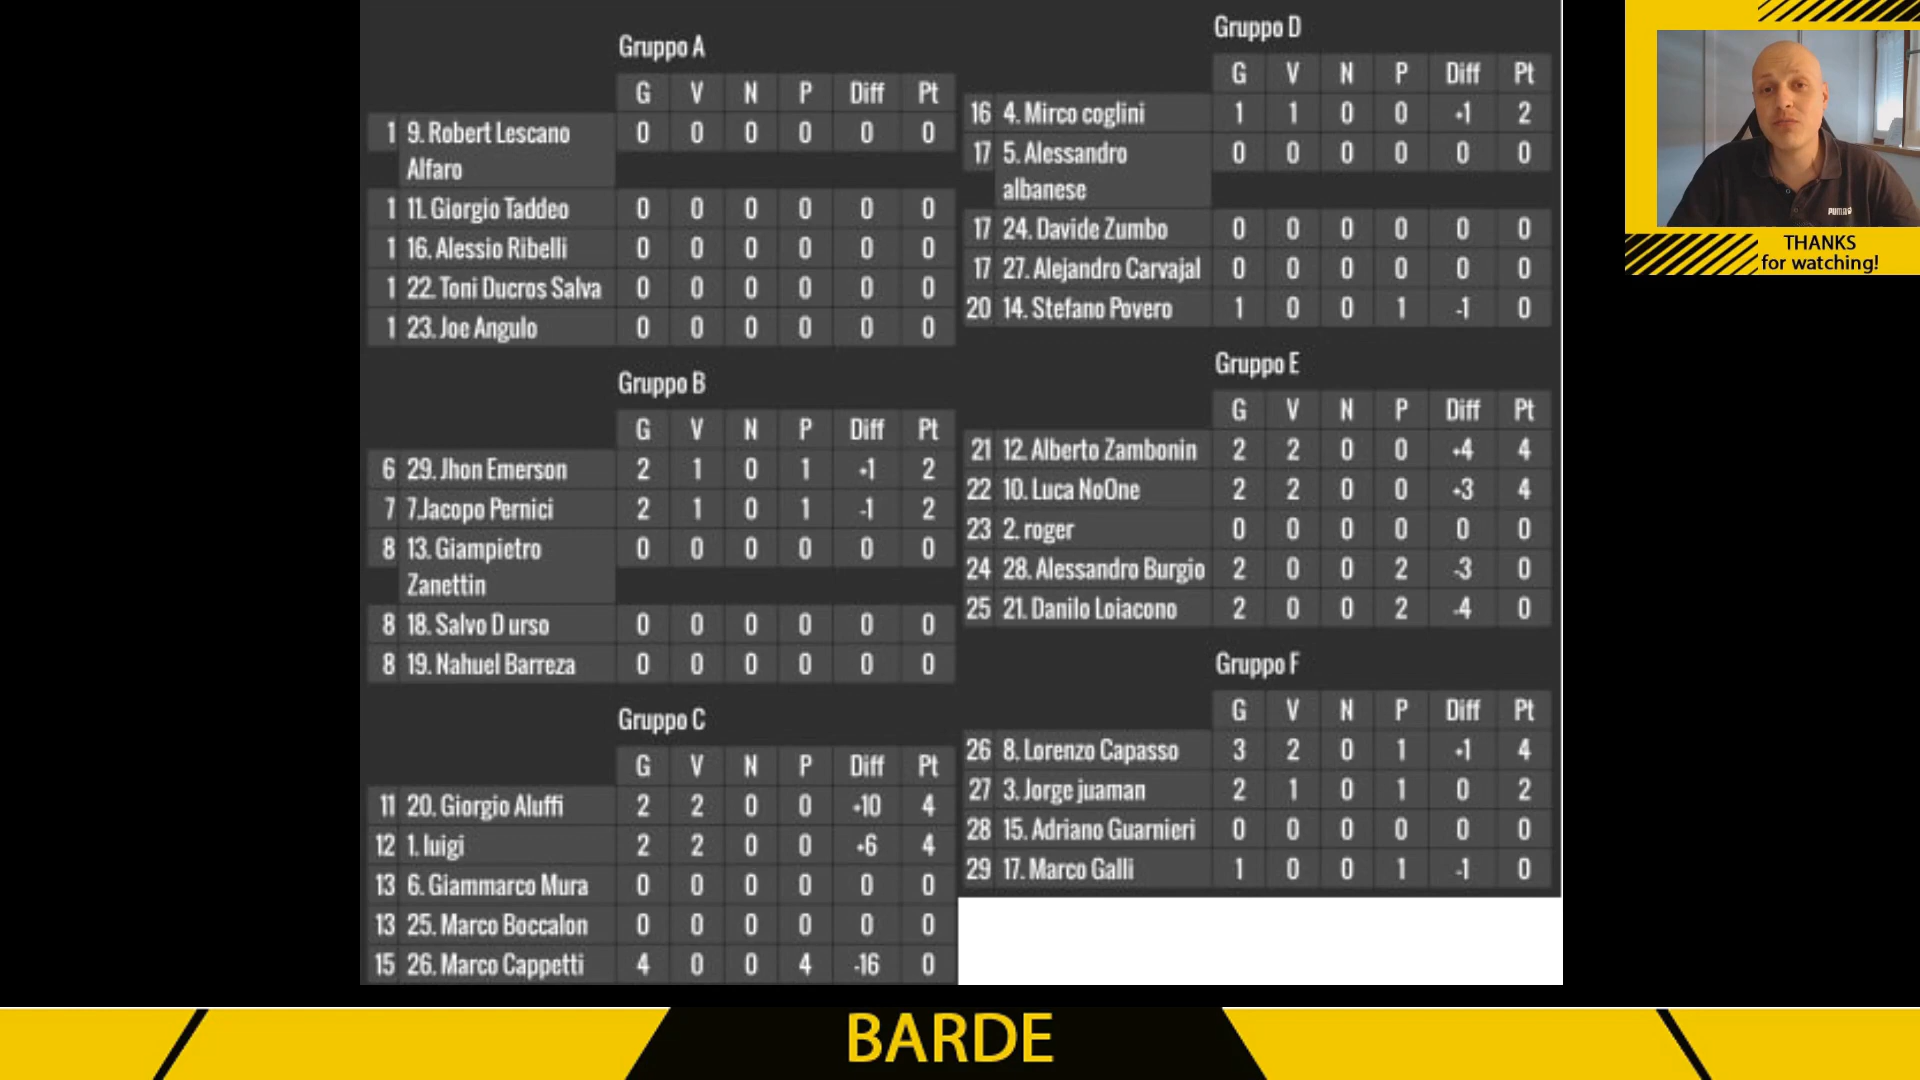 Gruppo A
G V N P Diff Pt
1 9. Robert Lescano 0 0 0 0 0 0
Alfaro
1 11. Giorgio Taddeo 0 0 0 0 0 0
1 16. Alessio Ribelli 0 0 0 0 0 0
1 22. Toni Ducros Salva 0 0 0 0 0 0
1 23. Joe Angulo 0 0 0 0 0 0
Gruppo B
G V N P Diff Pt
6 29. Jhon Emerson 2 1 0 1 +1 2
7 7.Jacopo Pernici 2 1 0 1 -1 2
8 13. Giampietro 0 0 0 0 0 0
Zanettin
8 18. Salvo D urso 0 0 0 0 0 0
8 19. Nahuel Barreza 0 0 0 0 0 0
Gruppo C
G V N P Diff Pt
11 20. Giorgio Aluffi 2 2 0 0 +10 4
12 1. luigi 2 2 0 0 +6 4
13 6. Giammarco Mura 0 0 0 0 0 0
13 25. Marco Boccalon 0 0 0 0 0 0
15 26. Marco Cappetti 4 0 0 4 -16 0
Gruppo D
G V N P Diff Pt
16 4. Mirco coglini 1 1 0 0 +1 2
17 5. Alessandro 0 0 0 0 0 0
albanese
17 24. Davide Zumbo 0 0 0 0 0 0
17 27. Alejandro Carvajal 0 0 0 0 0 0
20 14. Stefano Povero 1 0 0 1 -1 0
Gruppo E
G V N P Diff Pt
21 12. Alberto Zambonin 2 2 0 0 +4 4
22 10. Luca NoOne 2 2 0 0 +3 4
23 2. roger 0 0 0 0 0 0
24 28. Alessandro Burgio 2 0 0 2 -3 0
25 21. Danilo Loiacono 2 0 0 2 -4 0
Gruppo F
G V N P Diff Pt
26 8. Lorenzo Capasso 3 2 0 1 +1 4
27 3. Jorge juaman 2 1 0 1 0 2
28 15. Adriano Guarnieri 0 0 0 0 0 0
29 17. Marco Galli 1 0 0 1 -1 0
PUMA
THANKS
for watching!
BARDE